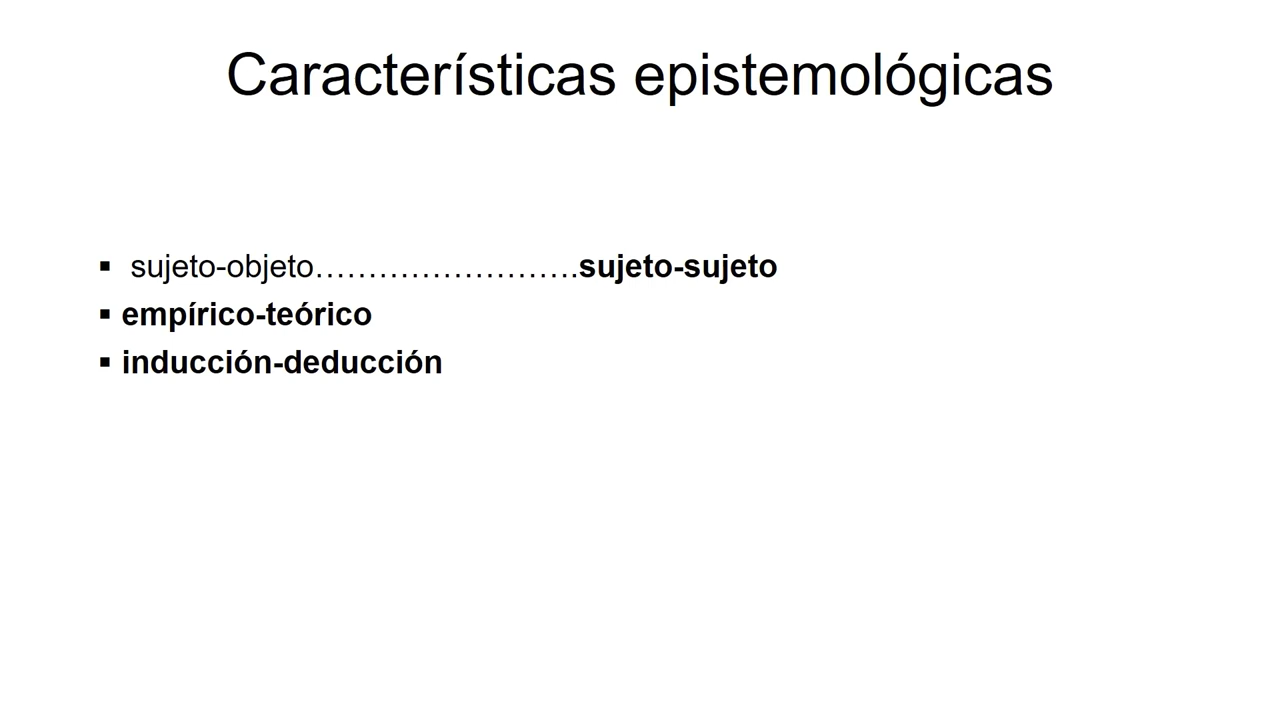 Características epistemológicas
▪ sujeto-objeto…………………….sujeto-sujeto
▪ empírico-teórico
▪ inducción-deducción